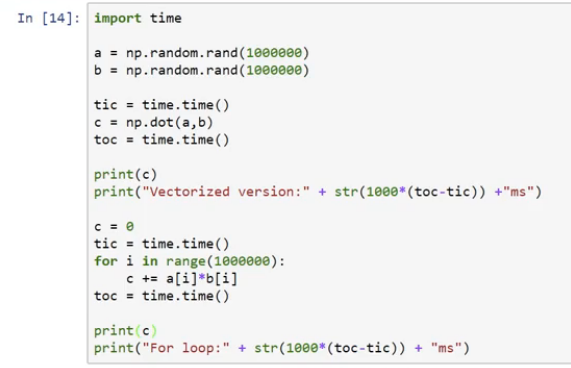 In [14]: import time
a = np.random.rand(1000000)
b = np.random.rand(1000000)
tic = time.time()
c = np.dot(a,b)
toc = time.time()
print(c)
print("Vectorized version:" + str(1000*(toc-tic)) +"ms")
c = 0
tic = time.time()
for i in range(1000000):
    c += a[i]*b[i]
toc = time.time()
print(c)
print("For loop:" + str(1000*(toc-tic)) + "ms")